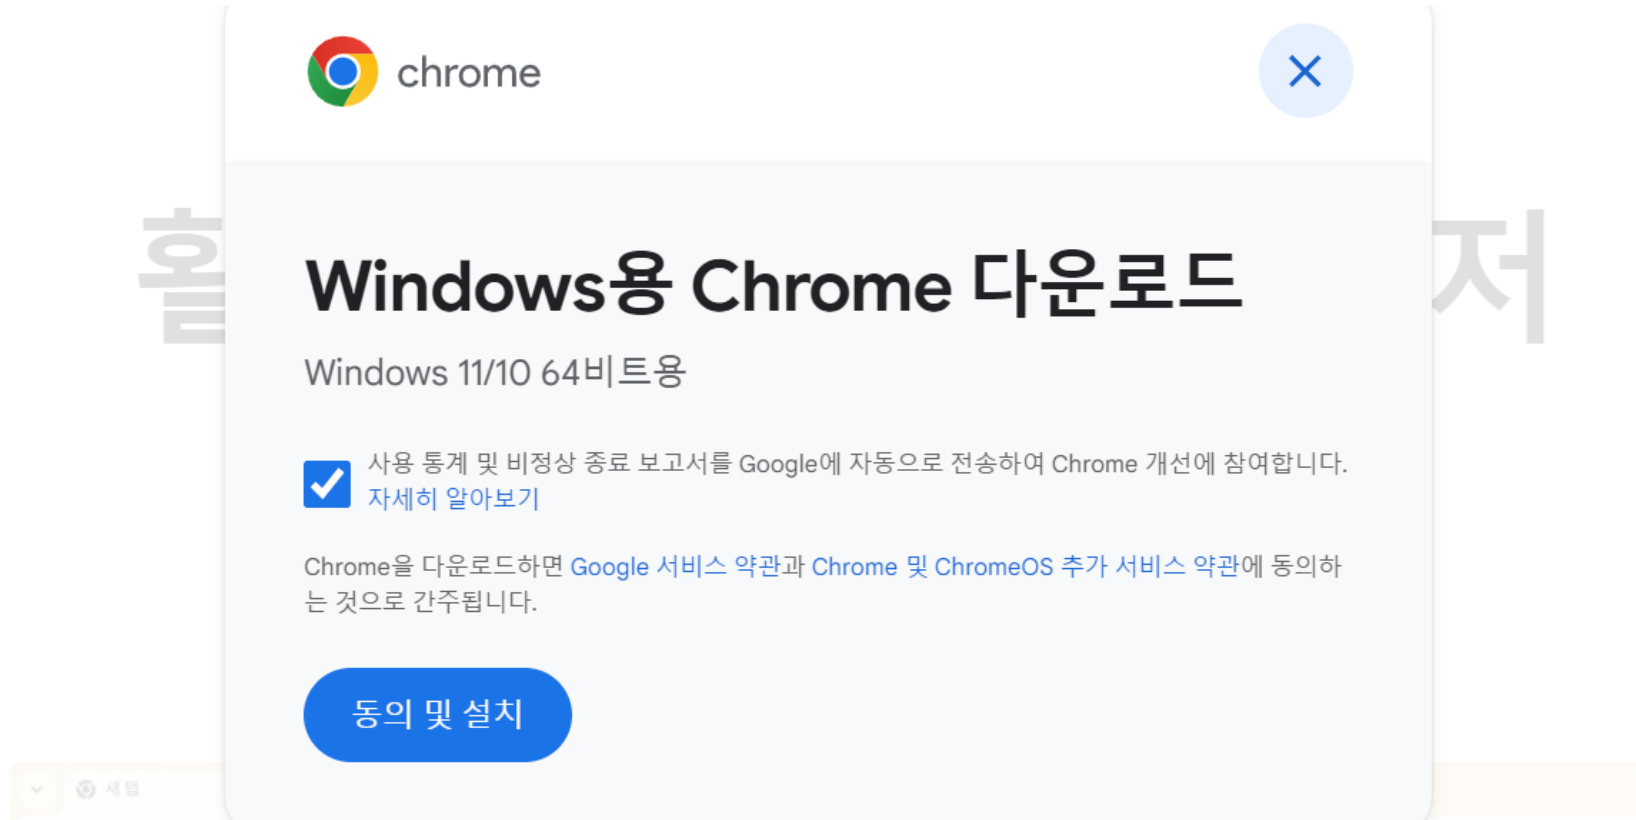 chrome
Windows용 Chrome 다운로드
Windows 11/10 64비트용
사용 통계 및 비정상 종료 보고서를 Google에 자동으로 전송하여 Chrome 개선에 참여합니다.
자세히 알아보기
Chrome을 다운로드하면 Google 서비스 약관과 Chrome 및 ChromeOS 추가 서비스 약관에 동의하
는 것으로 간주됩니다.
동의 및 설치
새 탭